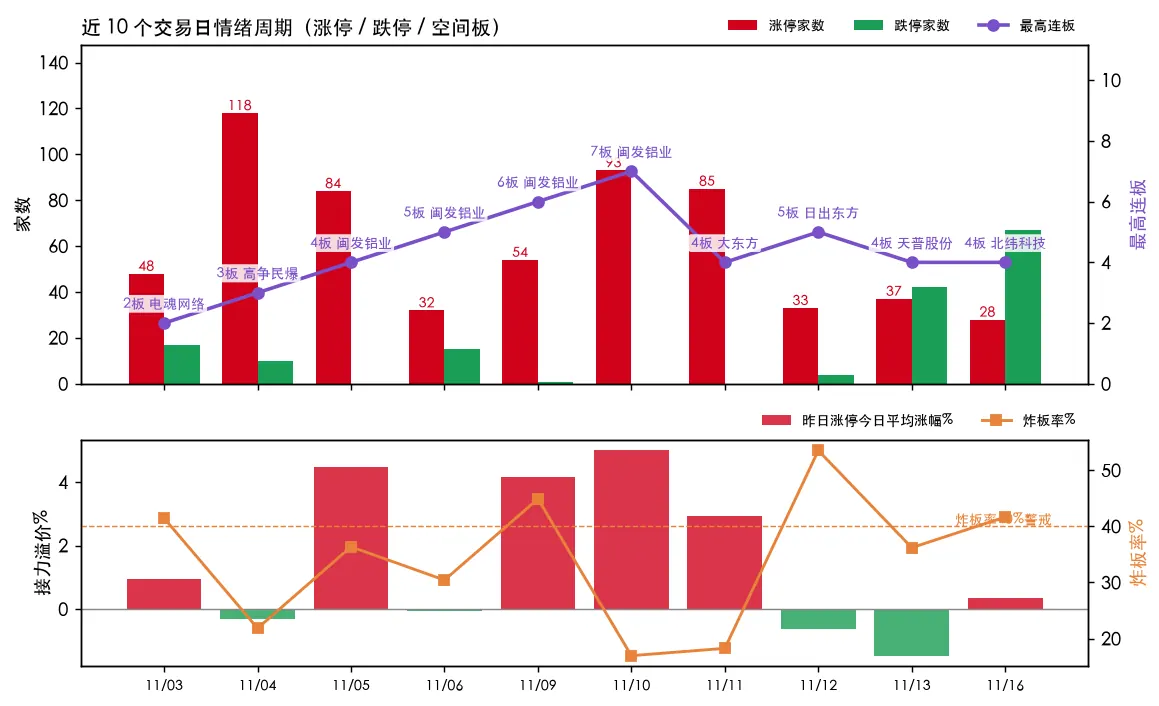 近 10 个交易日情绪周期（涨停 / 跌停 / 空间板）
涨停家数 跌停家数 最高连板
家数
140
120
100
80
60
40
20
0
10
8
6
4
2
0
最高连板
48
118
84
32
54
93
85
33
37
28
2板 电魂网络
3板 高争民爆
4板 闽发铝业
5板 闽发铝业
6板 闽发铝业
7板 闽发铝业
4板 大东方
5板 日出东方
4板 天普股份
4板 北纬科技
昨日涨停今日平均涨幅% 炸板率%
接力溢价%
4
2
0
50
40
30
20
炸板率%
炸板率 %警戒
11/03 11/04 11/05 11/06 11/09 11/10 11/11 11/12 11/13 11/16